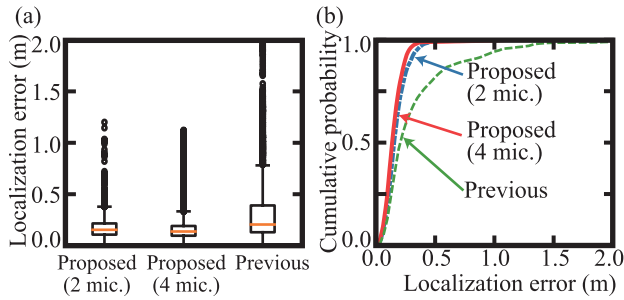 (a)
Localization error (m)
2.0
1.5
1.0
0.5
0.0
Proposed
(2 mic.)
Proposed
(4 mic.)
Previous
(b)
Cumulative probability
1.0
0.5
0.0
Proposed
(2 mic.)
Proposed
(4 mic.)
Previous
0.0
0.5
1.0
1.5
2.0
Localization error (m)